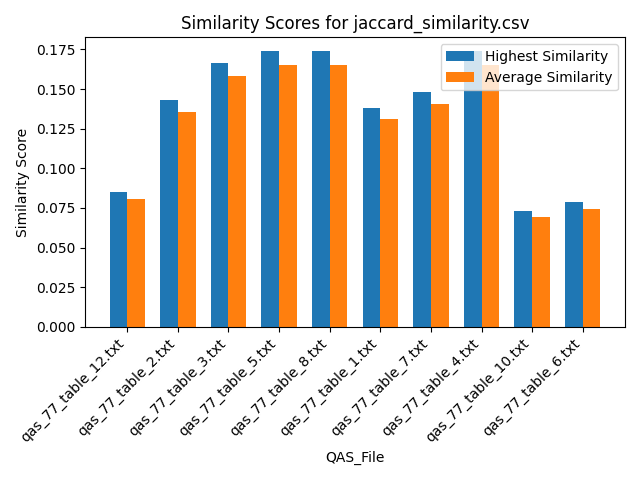 Similarity Scores for jaccard_similarity.csv
Highest Similarity
Average Similarity
Similarity Score
0.175
0.150
0.125
0.100
0.075
0.050
0.025
0.000
qas_77_table_12.txt
qas_77_table_2.txt
qas_77_table_3.txt
qas_77_table_5.txt
qas_77_table_8.txt
qas_77_table_1.txt
qas_77_table_7.txt
qas_77_table_4.txt
qas_77_table_10.txt
qas_77_table_6.txt
QAS_File